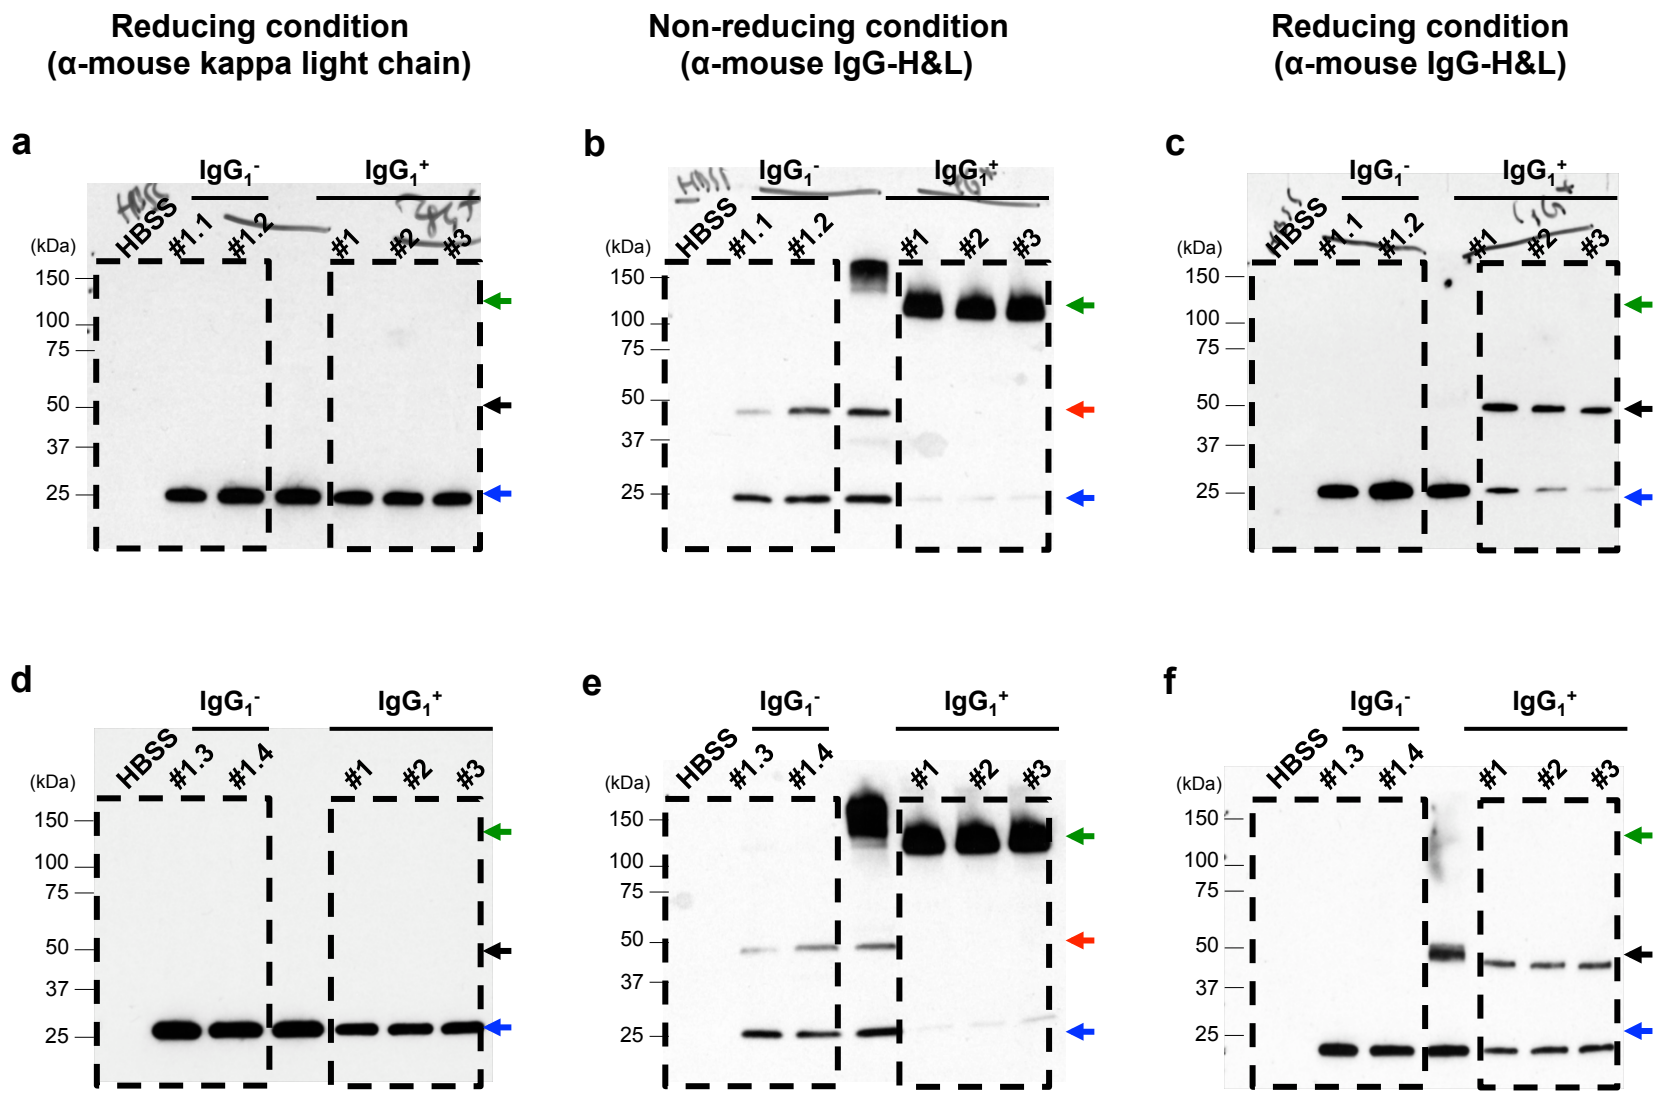 Reducing condition
(α-mouse kappa light chain)
Non-reducing condition
(α-mouse IgG-H&L)
Reducing condition
(α-mouse IgG-H&L)
a
IgG1-
IgG1+
HBSS
HBSS
#1.1
#1.2
#1
#2
#3
(kDa)
150
100
75
50
37
25
b
IgG1-
IgG1+
HBSS
HBSS
#1.1
#1.2
#1
#2
#3
(kDa)
150
100
75
50
37
25
c
IgG1-
IgG1+
HBSS
#1.1
#1.2
#1
#2
#3
(kDa)
150
100
75
50
37
25
d
IgG1-
IgG1+
HBSS
#1.3
#1.4
#1
#2
#3
(kDa)
150
100
75
50
37
25
e
IgG1-
IgG1+
HBSS
#1.3
#1.4
#1
#2
#3
(kDa)
150
100
75
50
37
25
f
IgG1-
IgG1+
HBSS
#1.3
#1.4
#1
#2
#3
(kDa)
150
100
75
50
37
25